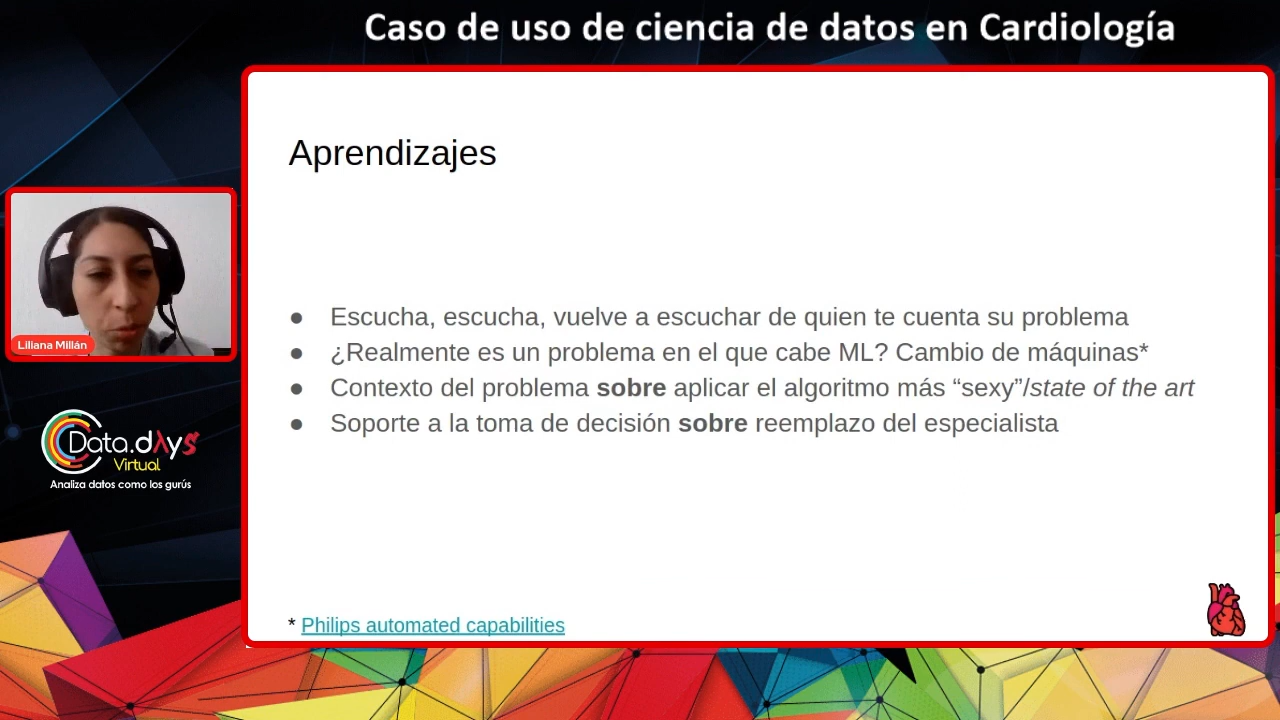 Caso de uso de ciencia de datos en Cardiología
Aprendizajes
● Escucha, escucha, vuelve a escuchar de quien te cuenta su problema
● ¿Realmente es un problema en el que cabe ML? Cambio de máquinas*
● Contexto del problema sobre aplicar el algoritmo más “sexy”/state of the art
● Soporte a la toma de decisión sobre reemplazo del especialista
* Philips automated capabilities
Liliana Millán
Data.dλys
Virtual
Analiza datos como los gurús